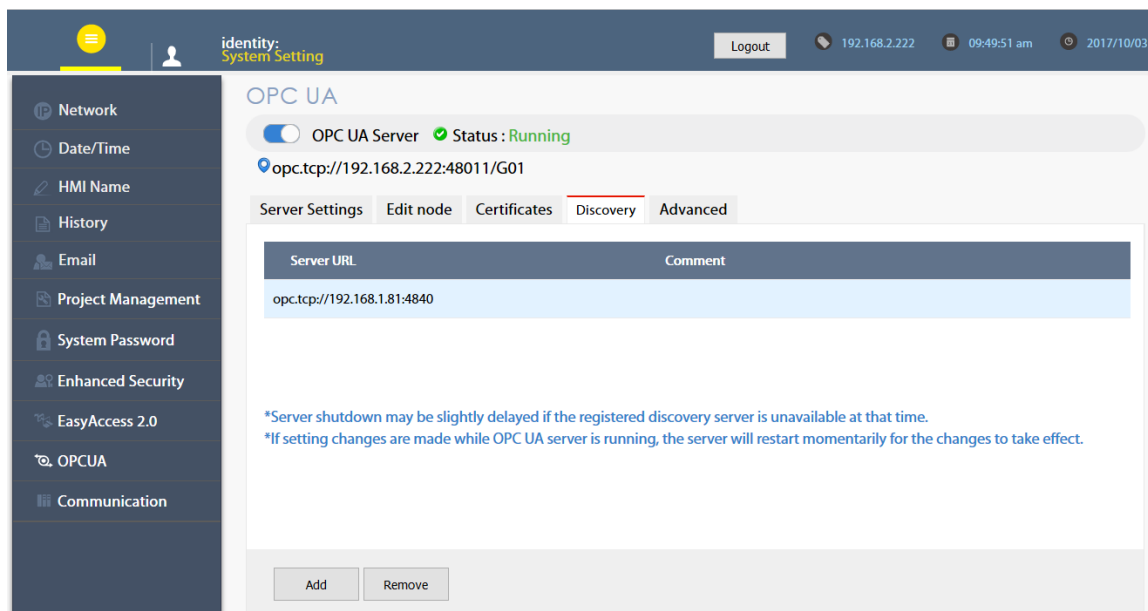 identity:
System Setting
Logout
192.168.2.222
09:49:51 am
2017/10/03
Network
Date/Time
HMI Name
History
Email
Project Management
System Password
Enhanced Security
EasyAccess 2.0
OPCUA
Communication
OPC UA
OPC UA Server Status : Running
opc.tcp://192.168.2.222:48011/G01
Server Settings Edit node Certificates Discovery Advanced
Server URL Comment
opc.tcp://192.168.1.81:4840
*Server shutdown may be slightly delayed if the registered discovery server is unavailable at that time.
*If setting changes are made while OPC UA server is running, the server will restart momentarily for the changes to take effect.
Add Remove